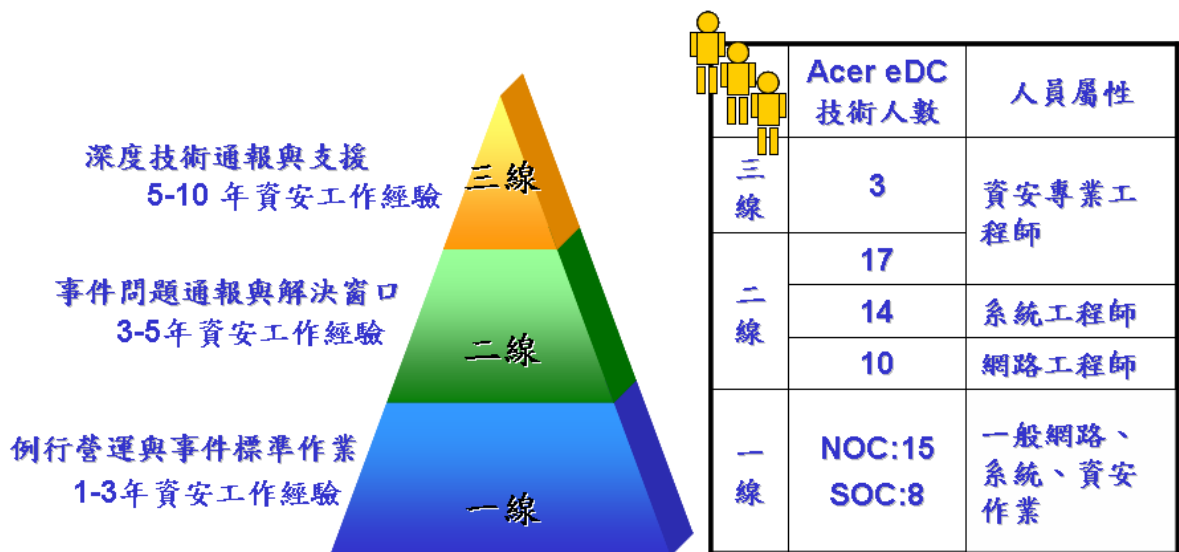 深度技術通報與支援
5-10 年資安工作經驗
三線
事件問題通報與解決窗口
3-5年資安工作經驗
二線
例行營運與事件標準作業
1-3年資安工作經驗
一線
Acer eDC
技術人數
人員屬性
三
線
3
資安專業工
程師
二
線
17
14
系統工程師
10
網路工程師
一
線
NOC:15
SOC:8
一般網路、
系統、資安
作業